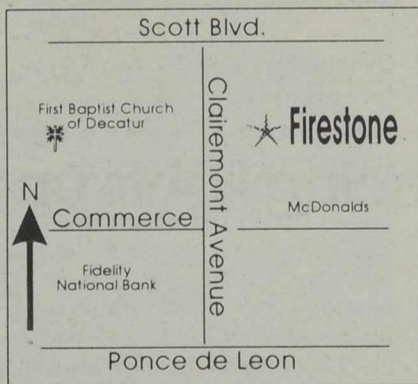 Scott Blvd.
First Baptist Church
of Decatur
Clairemont Avenue
Firestone
N
Commerce
McDonalds
Fidelity
National Bank
Ponce de Leon